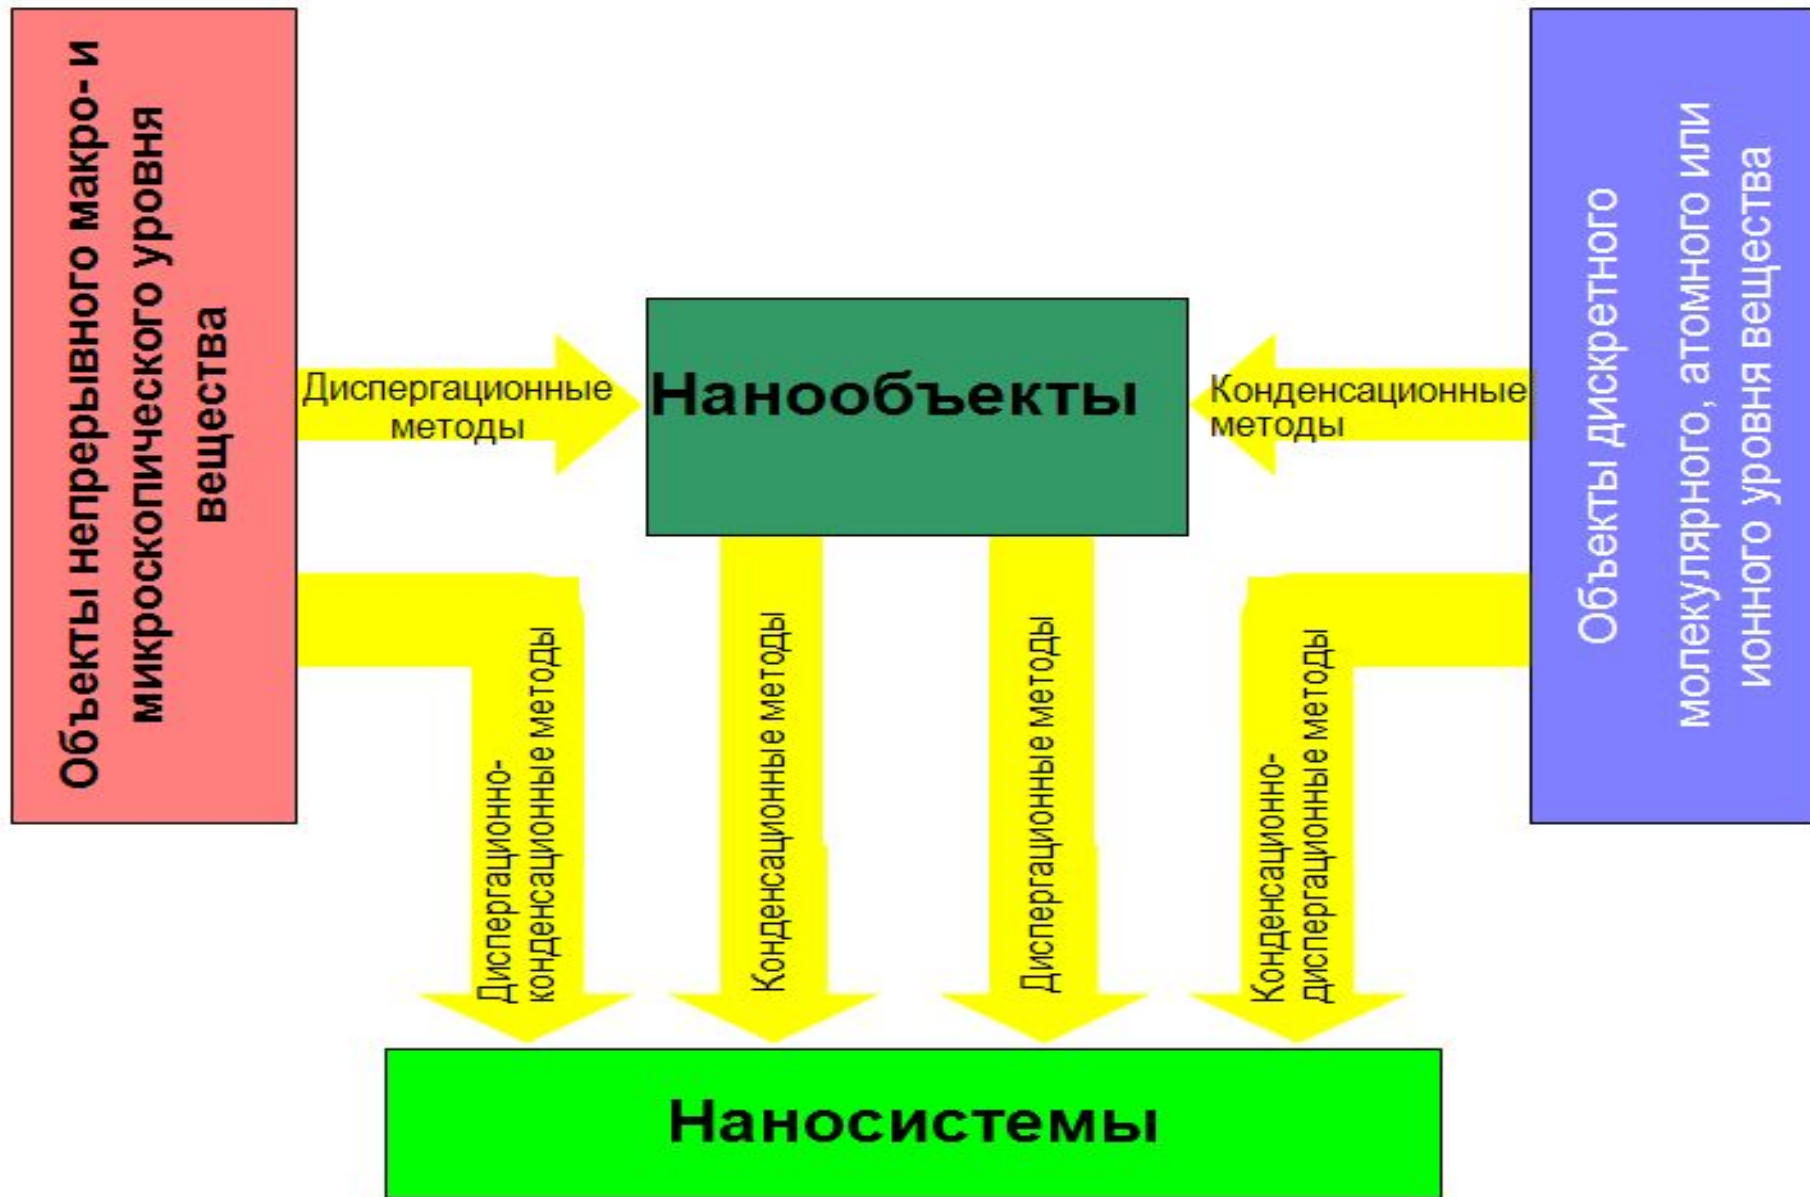 Объекты непрерывного макро- и
микроскопического уровня
вещества
Диспергационные
методы
Нанообъекты
Конденсационные
методы
Объекты дискретного
молекулярного, атомного или
ионного уровня вещества
Диспергационно-
конденсационные методы
Конденсационные методы
Диспергационные методы
Конденсационно-
диспергационные методы
Наносистемы